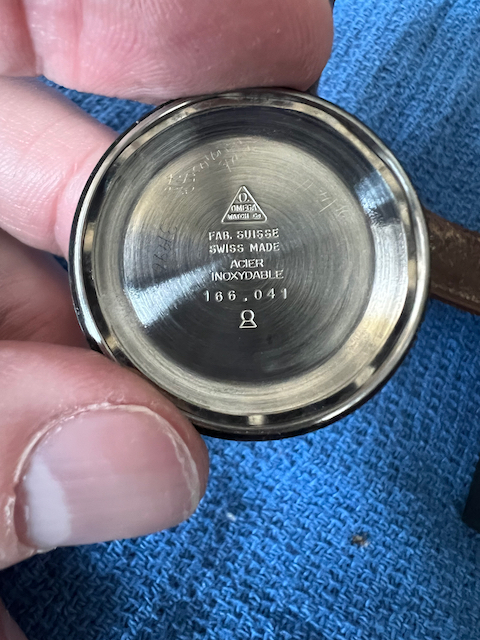 Ω
OMEGA
WATCH Co
FAB. SUISSE
SWISS MADE
ACIER
INOXYDABLE
166.041